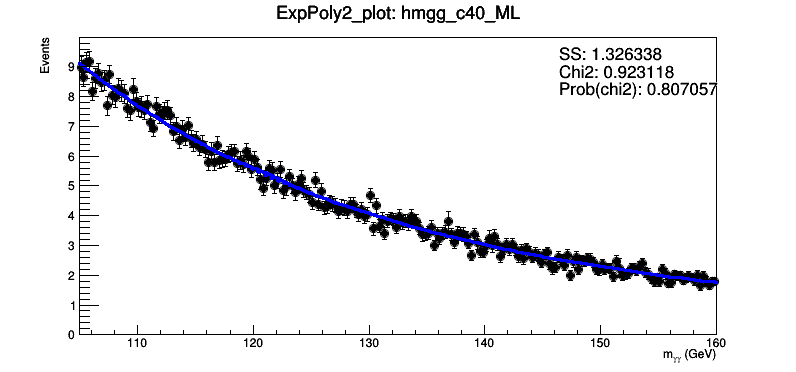 ExpPoly2_plot: hmgg_c40_ML
Events
SS: 1.326338
Chi2: 0.923118
Prob(chi2): 0.807057
9
8
7
6
5
4
3
2
1
0
110 120 130 140 150 160
m_γγ (GeV)